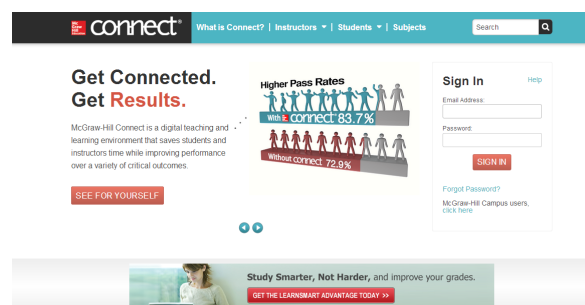 Mc
Graw
Hill
Education
connect®
What is Connect? | Instructors | Students | Subjects
Search
Get Connected.
Get Results.
McGraw-Hill Connect is a digital teaching and
learning environment that saves students and
instructors time while improving performance
over a variety of critical outcomes.
SEE FOR YOURSELF
Higher Pass Rates
With connect 83.7%
Without connect 72.9%
Sign In
Help
Email Address:
Password:
SIGN IN
Forgot Password?
McGraw-Hill Campus users,
click here
Study Smarter, Not Harder, and improve your grades.
GET THE LEARNSMART ADVANTAGE TODAY >>